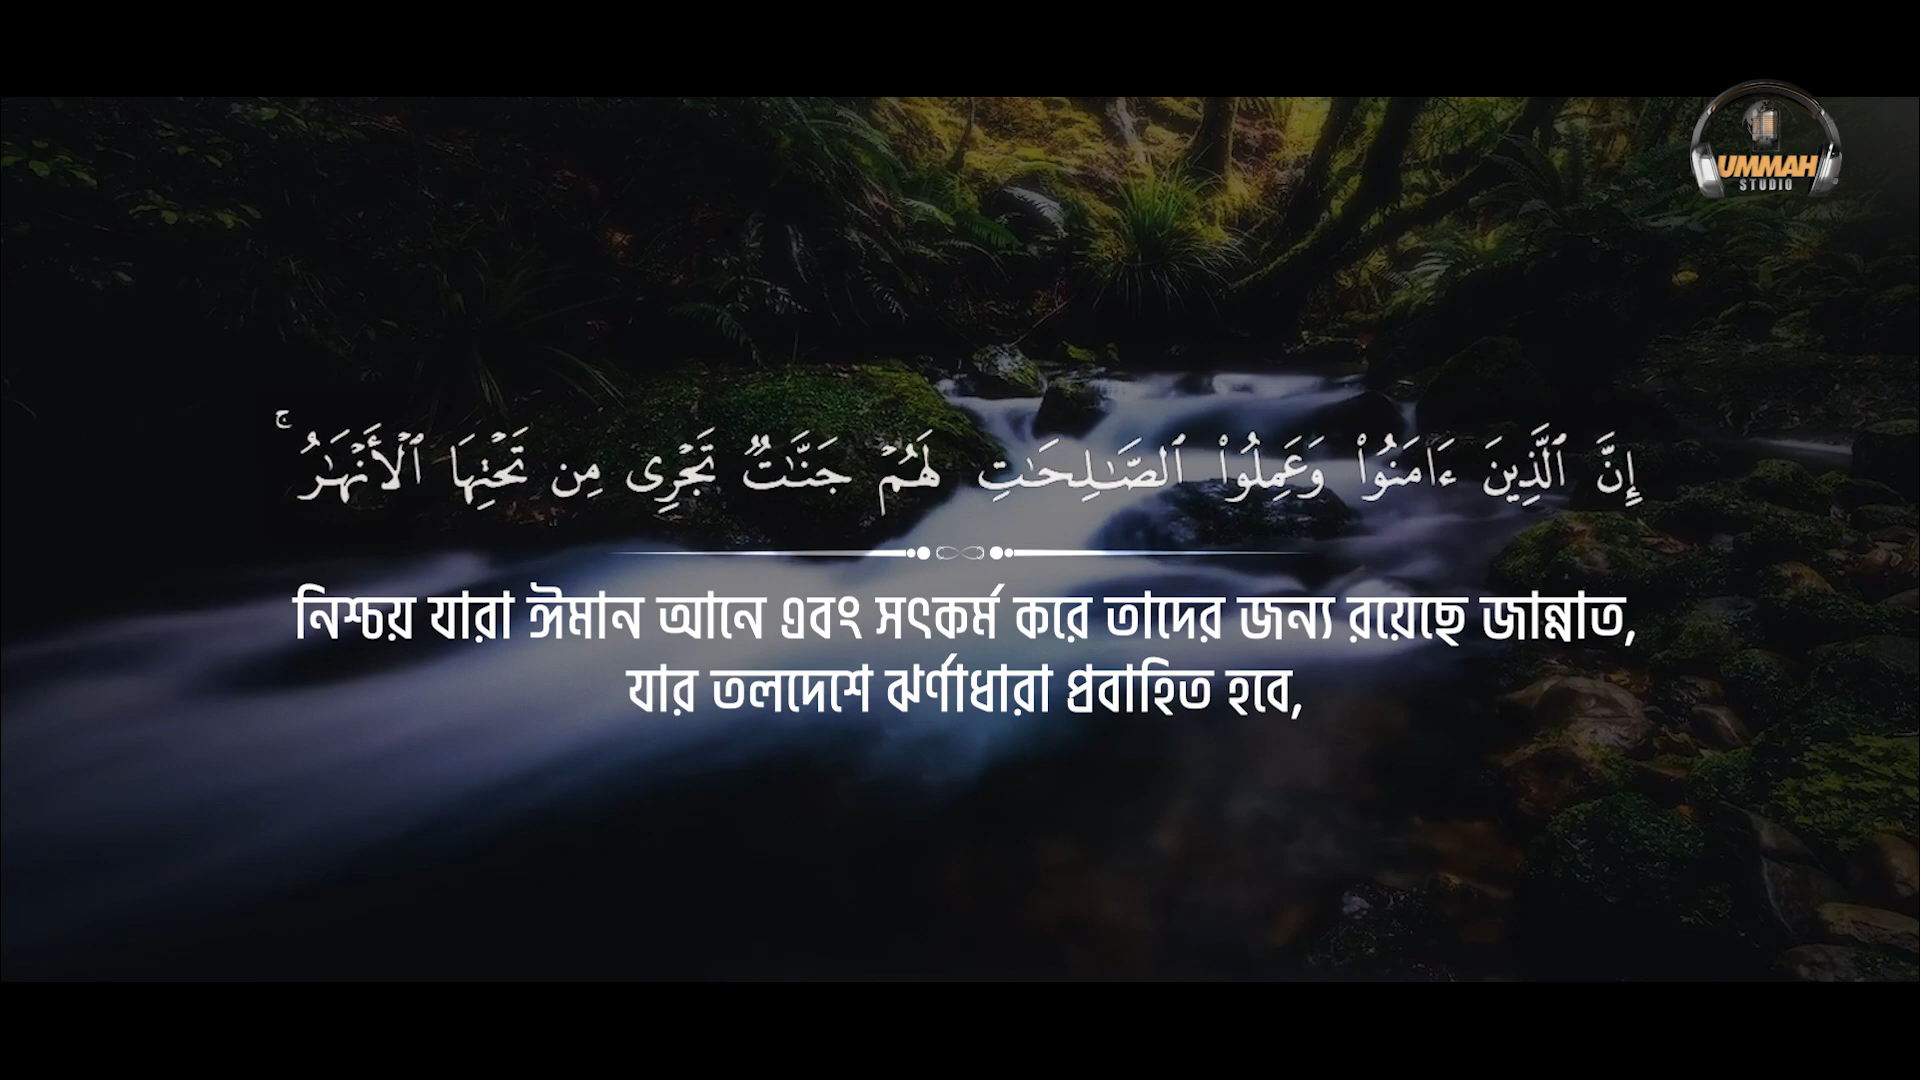 UMMAH
STUDIO
إِنَّ ٱلَّذِينَ ءَامَنُوا۟ وَعَمِلُوا۟ ٱلصَّـٰلِحَـٰتِ لَهُمْ جَنَّـٰتٌ تَجْرِى مِن تَحْتِهَا ٱلْأَنْهَـٰرُ ۚ
নিশ্চয় যারা ঈমান আনে এবং সৎকর্ম করে তাদের জন্য রয়েছে জান্নাত,
যার তলদেশে ঝর্ণাধারা প্রবাহিত হবে,